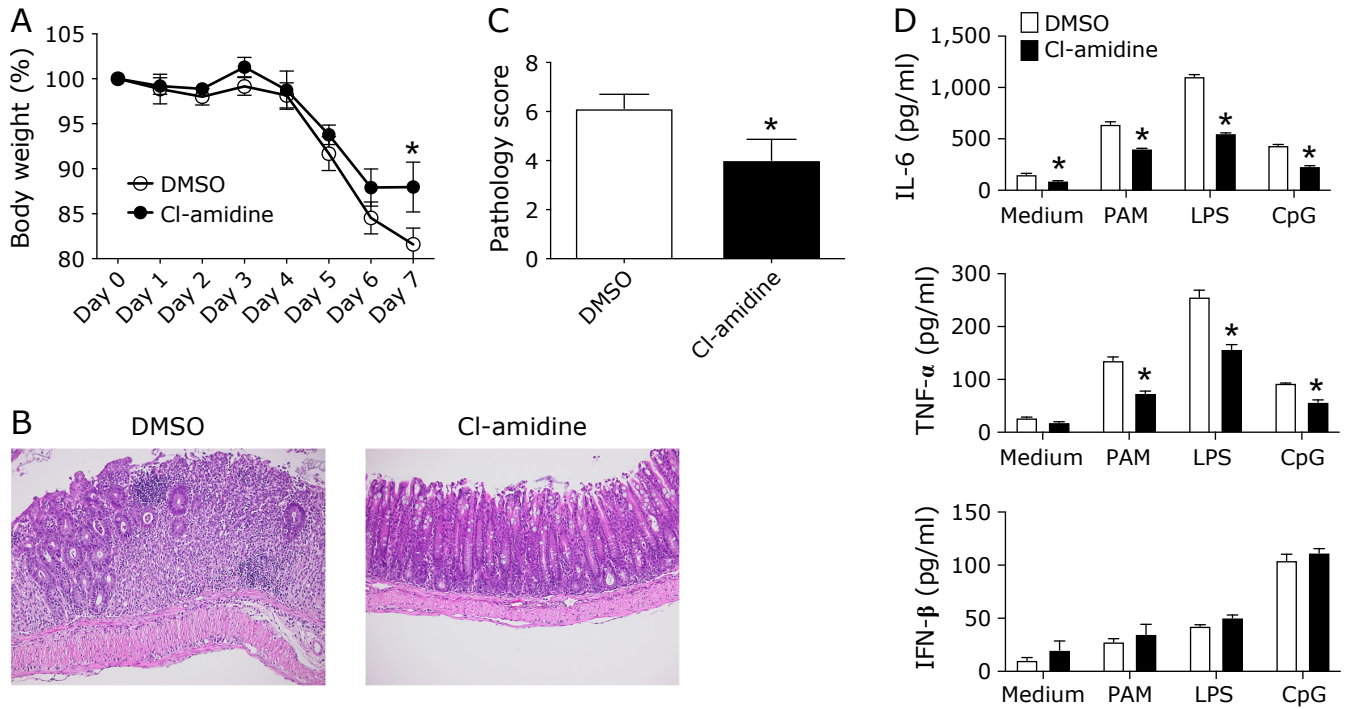 A
Body weight (%)
100
95
90
85
80
DMSO
Cl-amidine
*
Day 0
Day 1
Day 2
Day 3
Day 4
Day 5
Day 6
Day 7
B
DMSO
Cl-amidine
C
Pathology score
8
6
4
2
0
*
DMSO
Cl-amidine
D
DMSO
Cl-amidine
IL-6 (pg/ml)
1,500
1,000
500
0
* * * *
Medium PAM LPS CpG
TNF-α (pg/ml)
300
200
100
0
* * *
Medium PAM LPS CpG
IFN-β (pg/ml)
150
100
50
0
Medium PAM LPS CpG